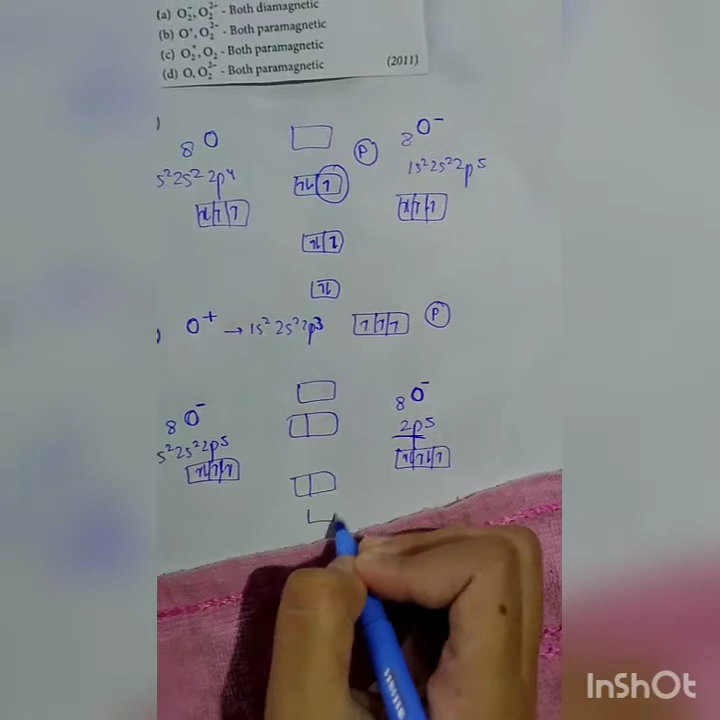 (a) O₂⁻, O₂²⁻ - Both diamagnetic
(b) O⁺, O₂²⁻ - Both paramagnetic
(c) O₂⁺, O₂ - Both paramagnetic
(d) O, O₂²⁻ - Both paramagnetic (2011)
)
₈O
₈O⁻
P
s²2s²2p⁴
1s²2s²2p⁵
) O⁺ → 1s²2s²2p³
P
₈O⁻
₈O⁻
s²2s²2p⁵
2p⁵
InShOt